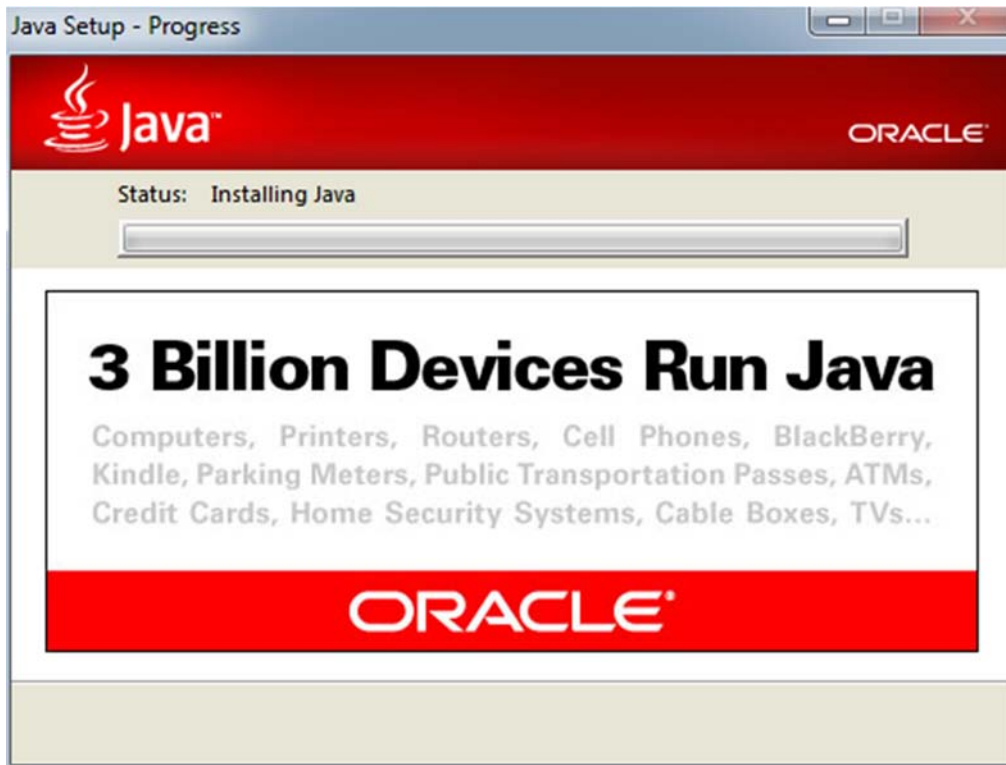 Java Setup - Progress
Java™
ORACLE®
Status: Installing Java
3 Billion Devices Run Java
Computers, Printers, Routers, Cell Phones, BlackBerry,
Kindle, Parking Meters, Public Transportation Passes, ATMs,
Credit Cards, Home Security Systems, Cable Boxes, TVs...
ORACLE®